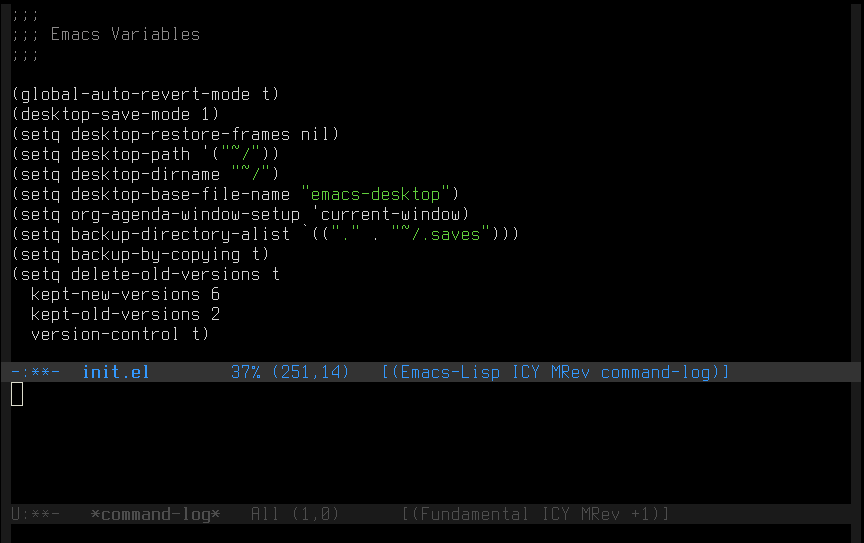 ;;;
;;; Emacs Variables
;;;
(global-auto-revert-mode t)
(desktop-save-mode 1)
(setq desktop-restore-frames nil)
(setq desktop-path '("~/"))
(setq desktop-dirname "~/")
(setq desktop-base-file-name "emacs-desktop")
(setq org-agenda-window-setup 'current-window)
(setq backup-directory-alist `(("." . "~/.saves")))
(setq backup-by-copying t)
(setq delete-old-versions t
  kept-new-versions 6
  kept-old-versions 2
  version-control t)
-:**-  init.el        37% (251,14)   [(Emacs-Lisp ICY MRev command-log)]
U:**-   *command-log*   All (1,0)      [(Fundamental ICY MRev +1)]